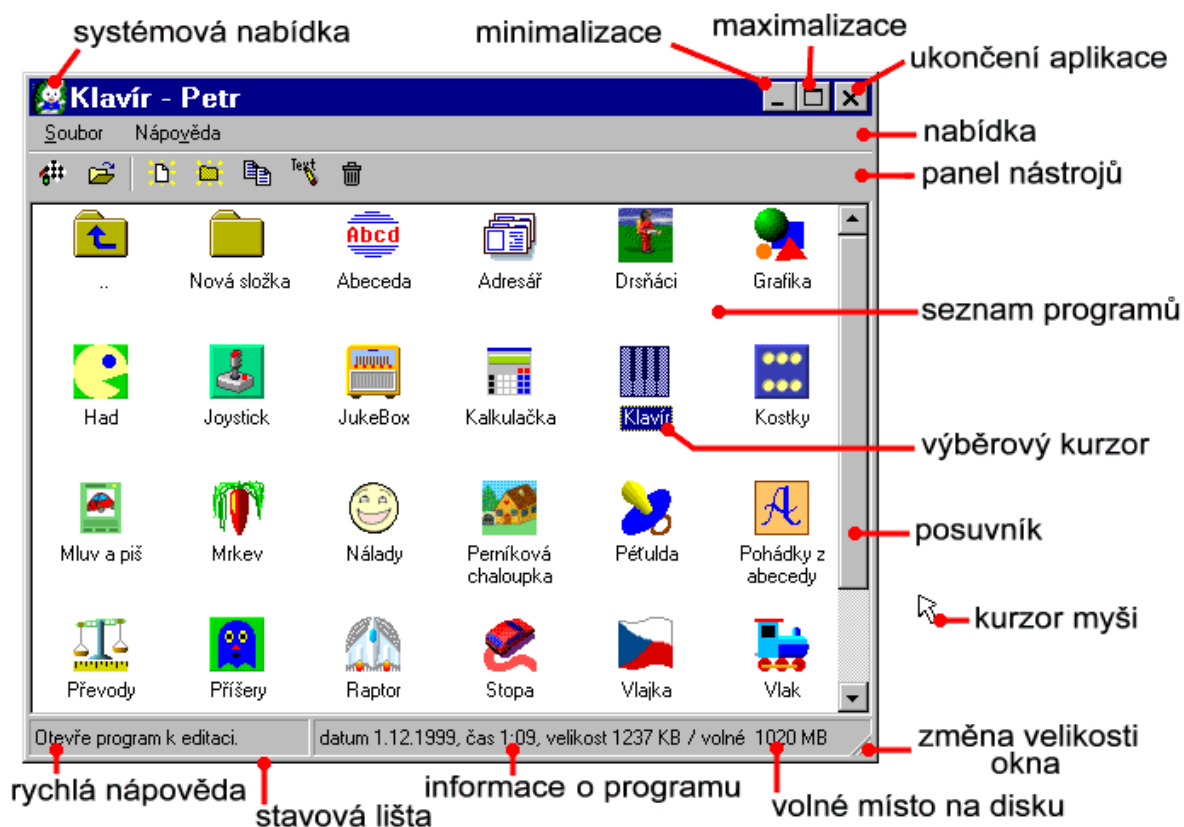 systémová nabídka
minimalizace
maximalizace
ukončení aplikace
Klavír - Petr
Soubor Nápověda
nabídka
Text
panel nástrojů
Abcd
.. Nová složka Abeceda Adresář Drsňáci Grafika
seznam programů
Had Joystick JukeBox Kalkulačka Klavír Kostky
výběrový kurzor
A
posuvník
Mluv a piš Mrkev Nálady Perníková chaloupka Péťulda Pohádky z abecedy
kurzor myši
Převody Příšery Raptor Stopa Vlajka Vlak
Otevře program k editaci. datum 1.12.1999, čas 1:09, velikost 1237 KB / volné 1020 MB
změna velikosti
okna
rychlá nápověda
stavová lišta
informace o programu
volné místo na disku